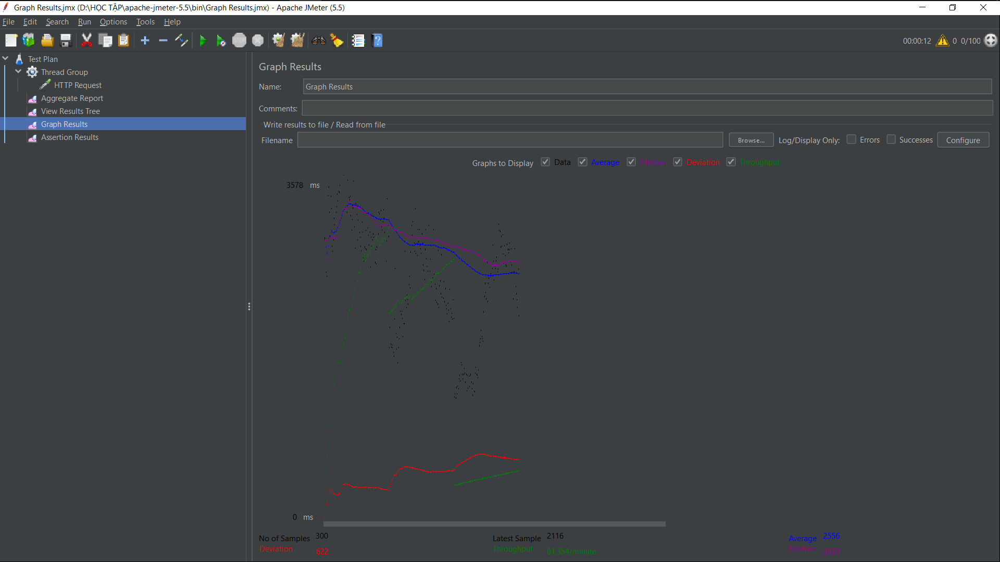 Graph Results.jmx (D:\HỌC TẬP\apache-jmeter-5.5\bin\Graph Results.jmx) - Apache JMeter (5.5)
File Edit Search Run Options Tools Help
STOP
00:00:12 0 0/100
Test Plan
Thread Group
HTTP Request
Aggregate Report
View Results Tree
Graph Results
Assertion Results
Graph Results
Name: Graph Results
Comments:
Write results to file / Read from file
Filename Browse... Log/Display Only: Errors Successes Configure
Graphs to Display Data Average Median Deviation Throughput
3578 ms
0 ms
No of Samples 300 Latest Sample 2116 Average 2556
Deviation 622 Throughput 81.354/minute Median